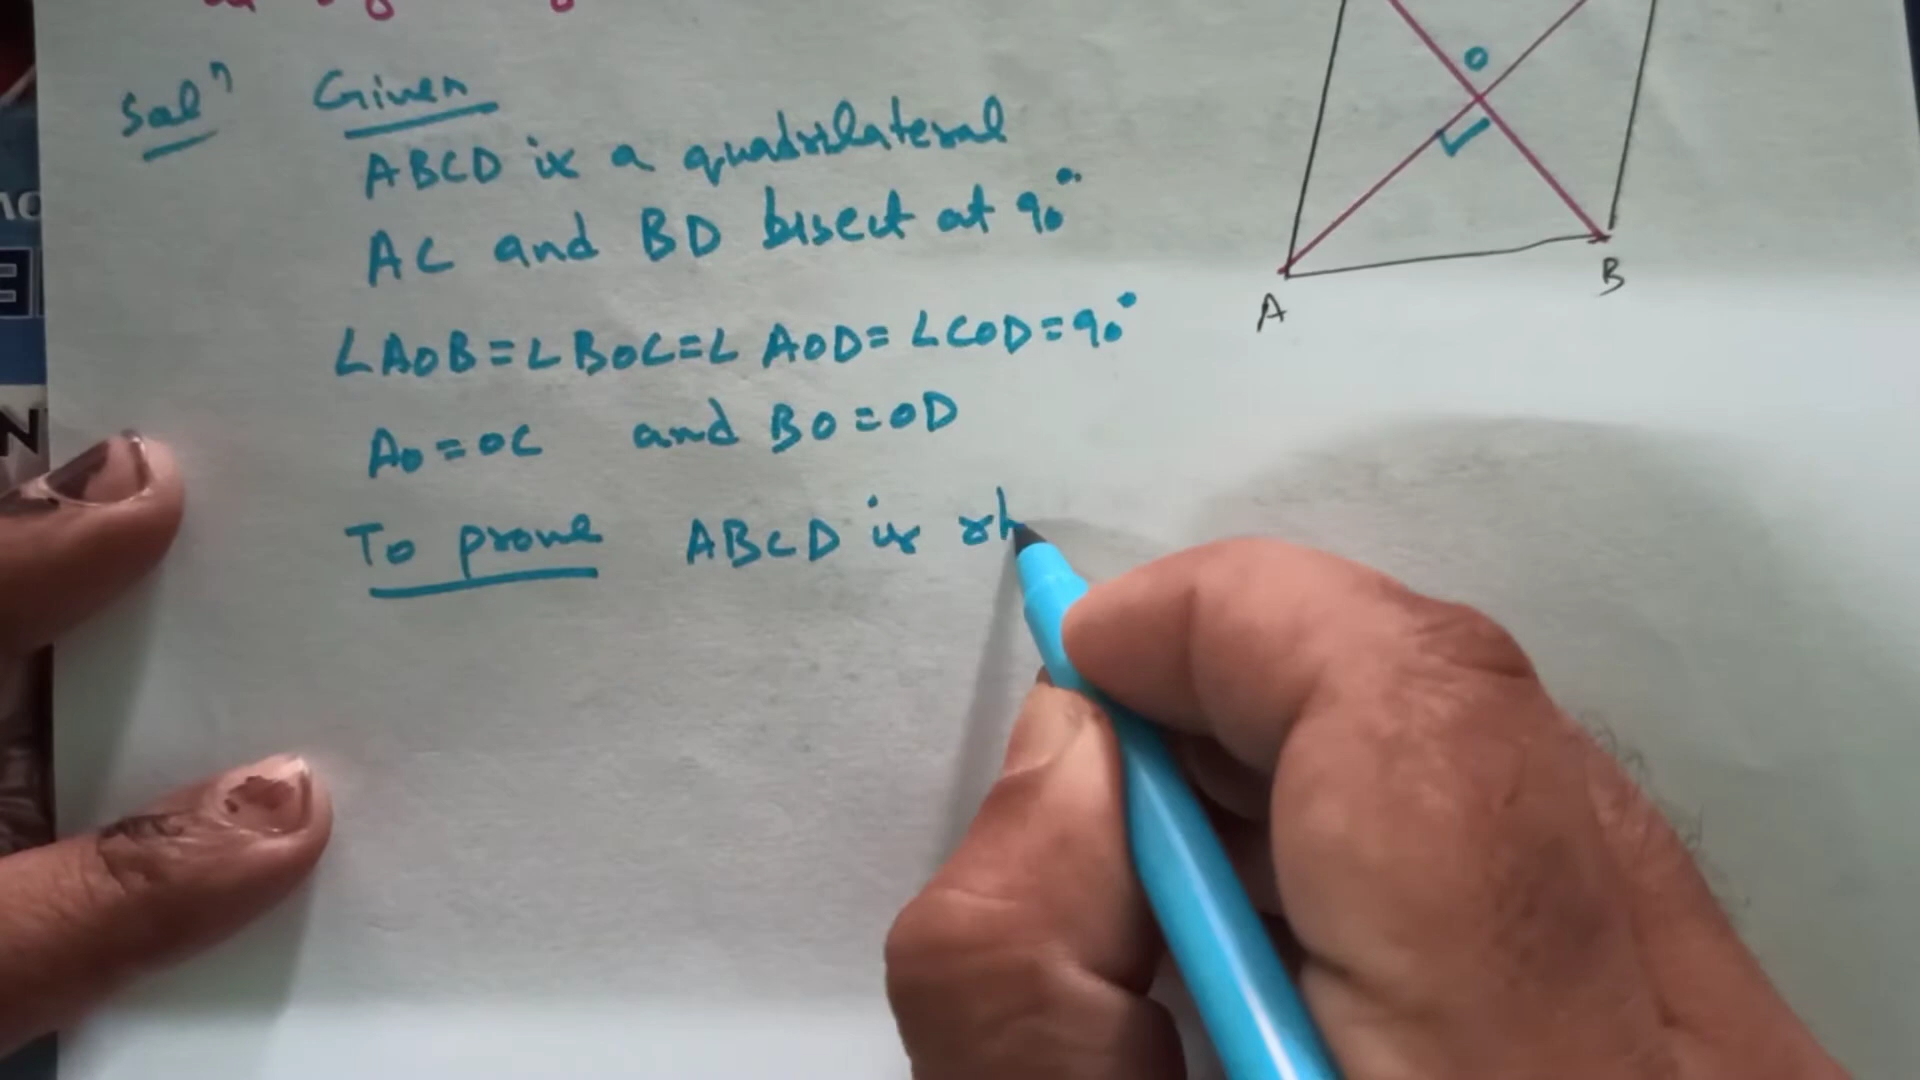 Solⁿ Given
ABCD is a quadrilateral
AC and BD bisect at 90°
∠AOB=∠BOC=∠ AOD=∠COD=90°
AO=OC and BO=OD
To prove ABCD is rh
O
A
B